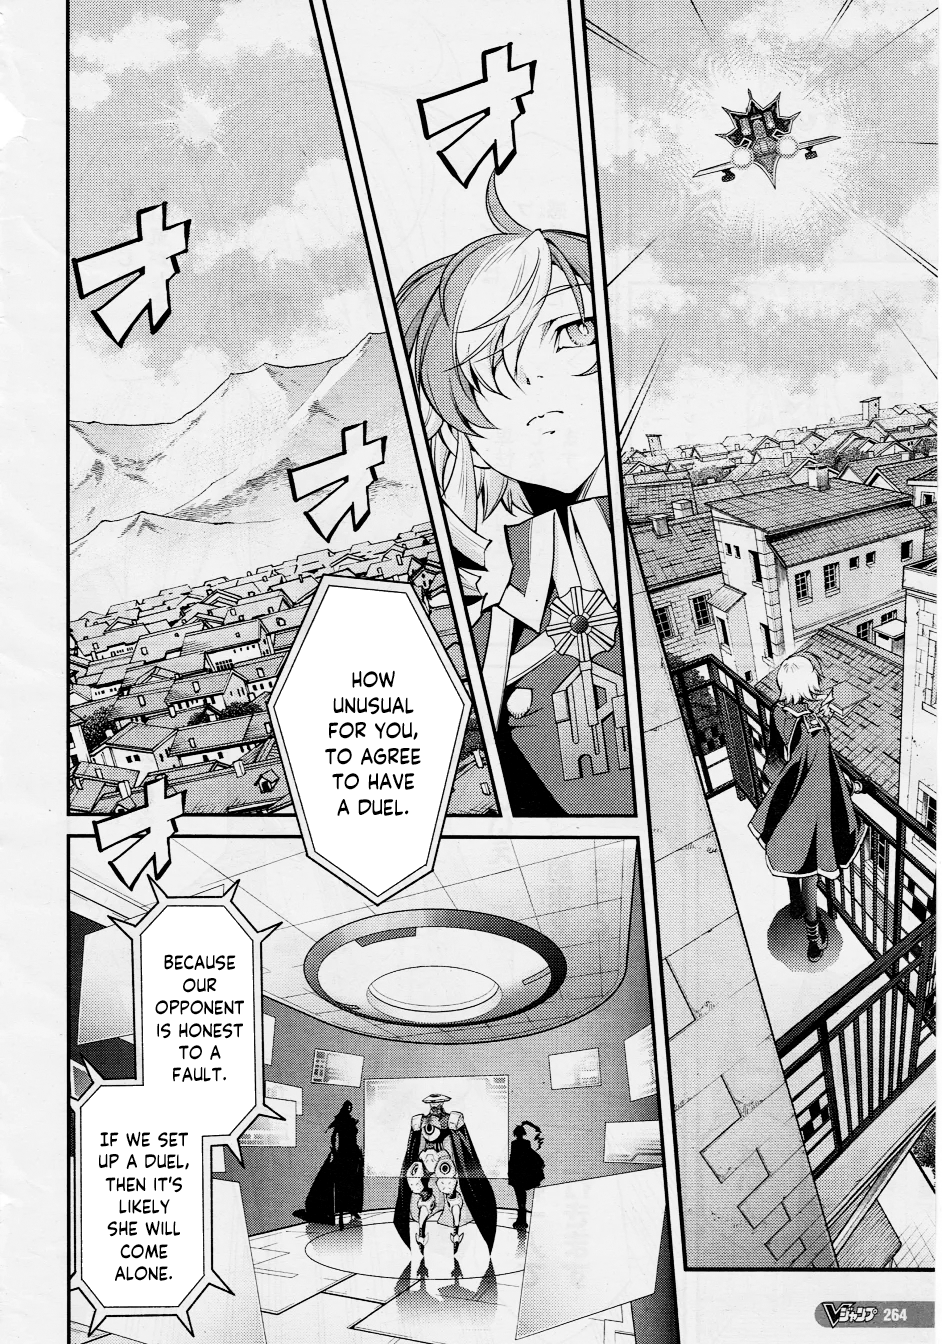 オ
オ
オ
オ
HOW
UNUSUAL
FOR YOU,
TO AGREE
TO HAVE
A DUEL.
BECAUSE
OUR
OPPONENT
IS HONEST
TO A
FAULT.
IF WE SET
UP A DUEL,
THEN IT'S
LIKELY
SHE WILL
COME
ALONE.
Vジャンプ 264